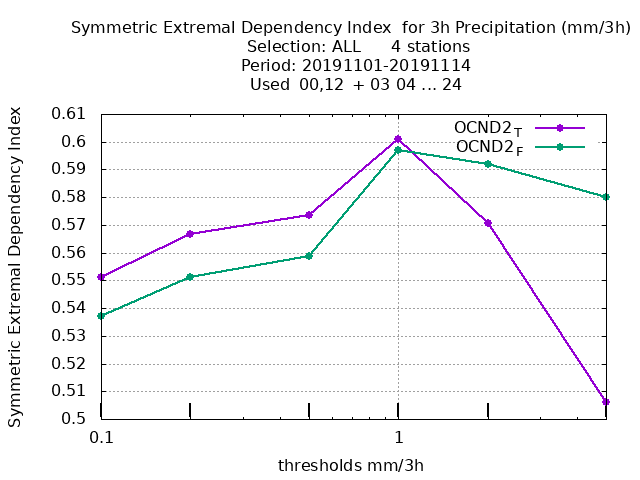 Symmetric Extremal Dependency Index  for 3h Precipitation (mm/3h)
Selection: ALL      4 stations
Period: 20191101-20191114
Used  00,12  + 03 04 ... 24
Symmetric Extremal Dependency Index
0.61
0.6
0.59
0.58
0.57
0.56
0.55
0.54
0.53
0.52
0.51
0.5
OCND2T
OCND2F
0.1
1
thresholds mm/3h